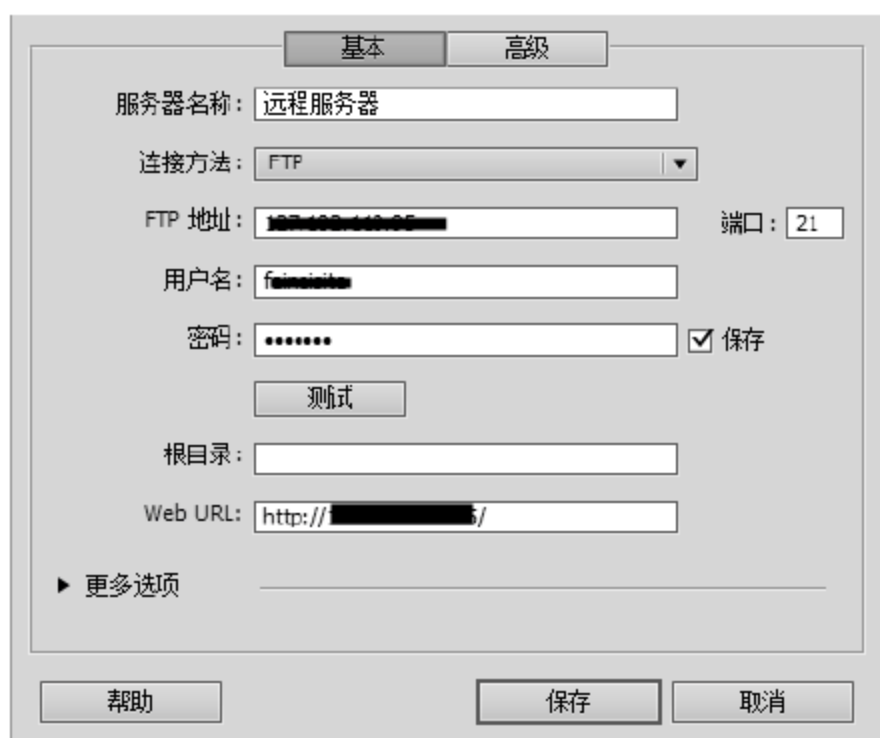 基本 高级
服务器名称: 远程服务器
连接方法: FTP
FTP 地址: 端口: 21
用户名:
密码: ••••••• 保存
测试
根目录:
Web URL: http:// /
更多选项
帮助 保存 取消